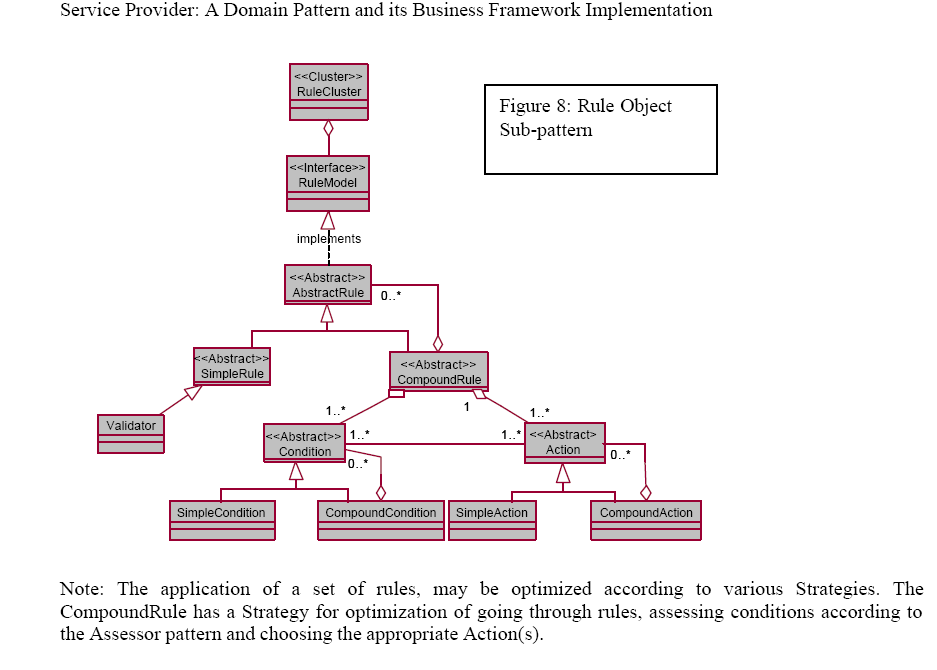 Service Provider: A Domain Pattern and its Business Framework Implementation
<<Cluster>>
RuleCluster
Figure 8: Rule Object
Sub-pattern
<<Interface>>
RuleModel
implements
<<Abstract>>
AbstractRule
0..*
<<Abstract>>
SimpleRule
<<Abstract>>
CompoundRule
Validator
1..*
1
1..*
<<Abstract>>
Condition
1..*
1..*
<<Abstract>
Action
0..*
0..*
SimpleCondition
CompoundCondition
SimpleAction
CompoundAction
Note: The application of a set of rules, may be optimized according to various Strategies. The
CompoundRule has a Strategy for optimization of going through rules, assessing conditions according to
the Assessor pattern and choosing the appropriate Action(s).